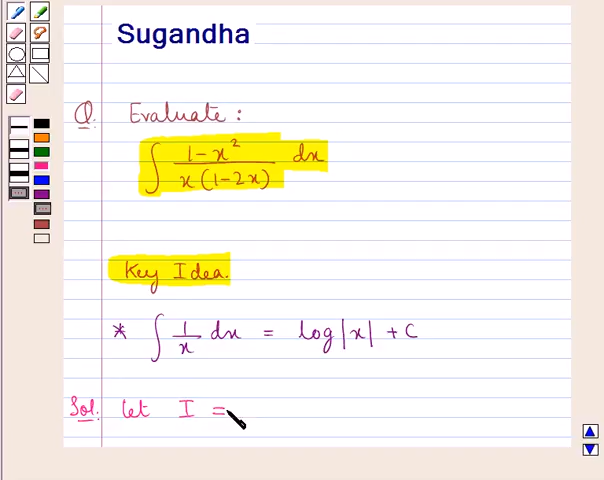 Sugandha
Q. Evaluate :
∫ (1-x²)/(x(1-2x)) dx
Key Idea.
* ∫ 1/x dx = log|x| + C
Sol. Let I =